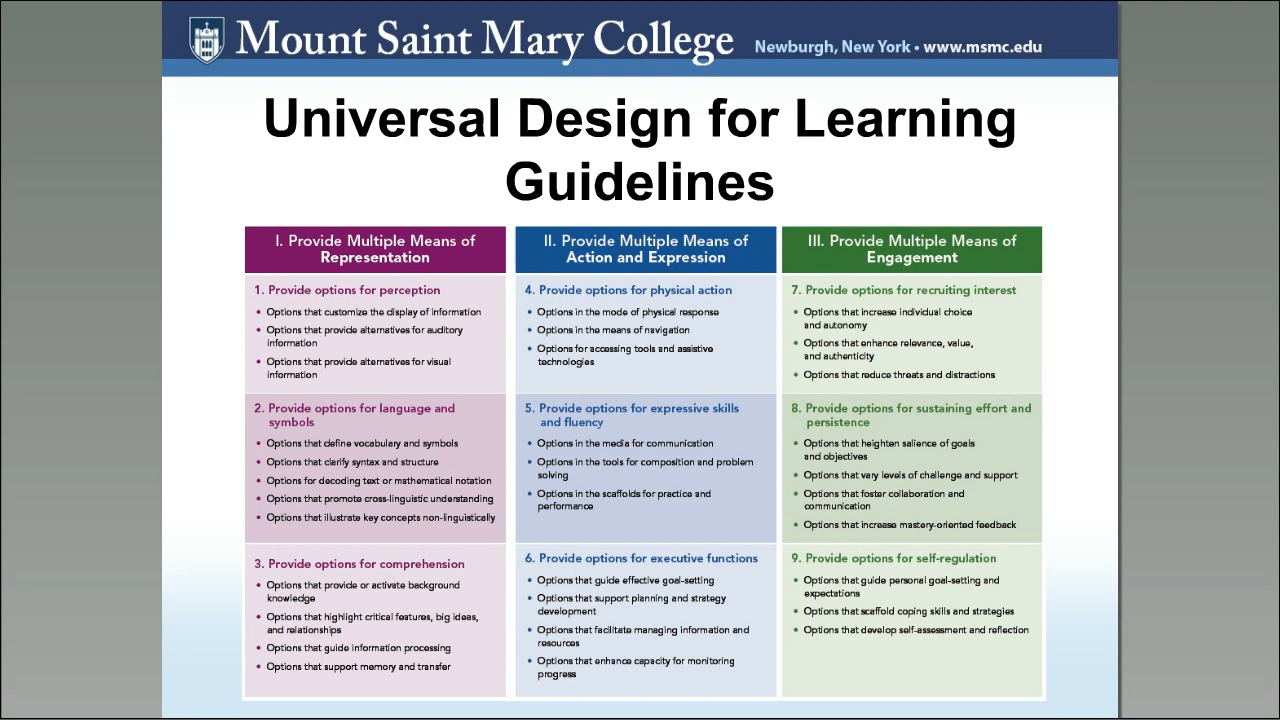 Mount Saint Mary College Newburgh, New York • www.msmc.edu
Universal Design for Learning
Guidelines
I. Provide Multiple Means of
Representation
1. Provide options for perception
• Options that customize the display of information
• Options that provide alternatives for auditory
information
• Options that provide alternatives for visual
information
2. Provide options for language and
symbols
• Options that define vocabulary and symbols
• Options that clarify syntax and structure
• Options for decoding text or mathematical notation
• Options that promote cross-linguistic understanding
• Options that illustrate key concepts non-linguistically
3. Provide options for comprehension
• Options that provide or activate background
knowledge
• Options that highlight critical features, big ideas,
and relationships
• Options that guide information processing
• Options that support memory and transfer
II. Provide Multiple Means of
Action and Expression
4. Provide options for physical action
• Options in the mode of physical response
• Options in the means of navigation
• Options for accessing tools and assistive
technologies
5. Provide options for expressive skills
and fluency
• Options in the media for communication
• Options in the tools for composition and problem
solving
• Options in the scaffolds for practice and
performance
6. Provide options for executive functions
• Options that guide effective goal-setting
• Options that support planning and strategy
development
• Options that facilitate managing information and
resources
• Options that enhance capacity for monitoring
progress
III. Provide Multiple Means of
Engagement
7. Provide options for recruiting interest
• Options that increase individual choice
and autonomy
• Options that enhance relevance, value,
and authenticity
• Options that reduce threats and distractions
8. Provide options for sustaining effort and
persistence
• Options that heighten salience of goals
and objectives
• Options that vary levels of challenge and support
• Options that foster collaboration and
communication
• Options that increase mastery-oriented feedback
9. Provide options for self-regulation
• Options that guide personal goal-setting and
expectations
• Options that scaffold coping skills and strategies
• Options that develop self-assessment and reflection